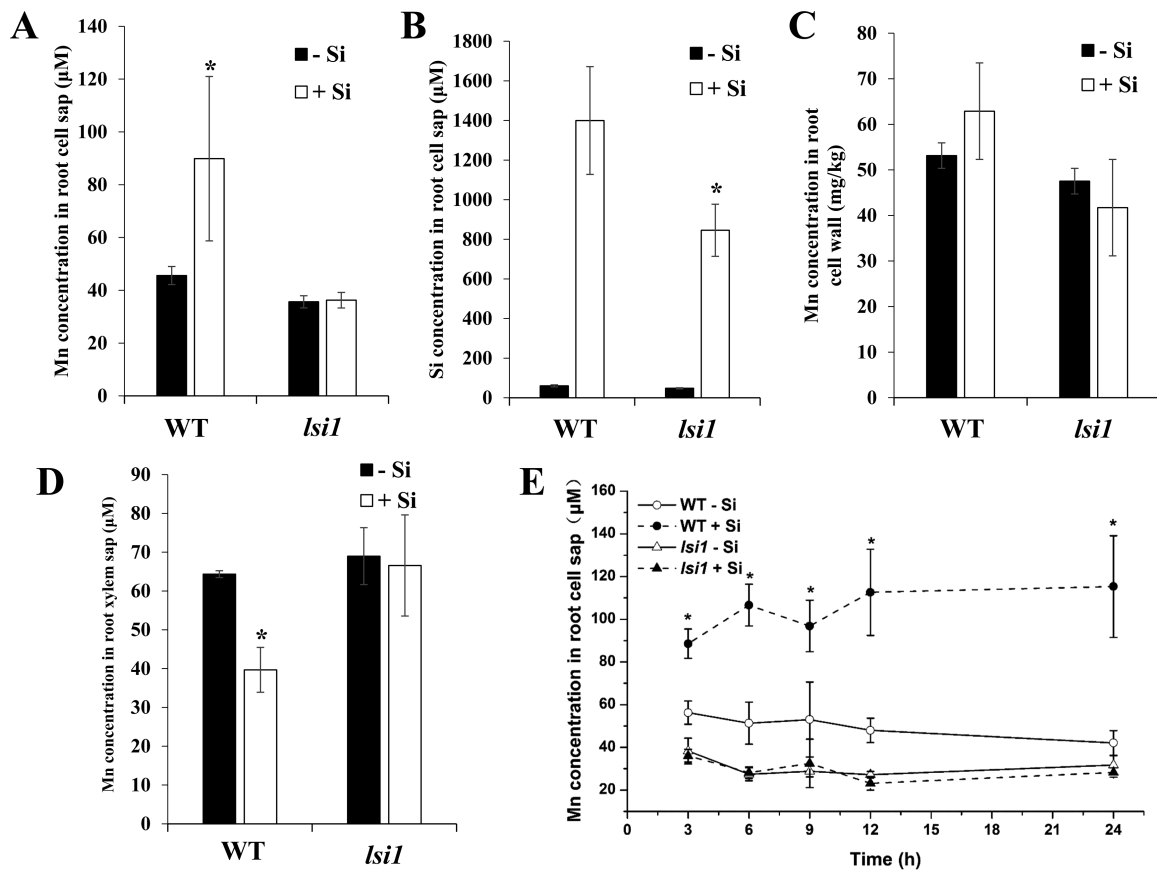 A
Mn concentration in root cell sap (µM)
140
120
100
80
60
40
20
0
- Si
+ Si
*
WT
lsi1
B
Si concentration in root cell sap (µM)
1800
1600
1400
1200
1000
800
600
400
200
0
- Si
+ Si
*
WT
lsi1
C
Mn concentration in root
cell wall (mg/kg)
80
70
60
50
40
30
20
10
0
- Si
+ Si
WT
lsi1
D
Mn concentration in root xylem sap (µM)
90
80
70
60
50
40
30
20
10
0
- Si
+ Si
*
WT
lsi1
E
Mn concentration in root cell sap (µM)
160
140
120
100
80
60
40
20
WT - Si
WT + Si
lsi1 - Si
lsi1 + Si
* * * * *
0 3 6 9 12 15 18 21 24
Time (h)